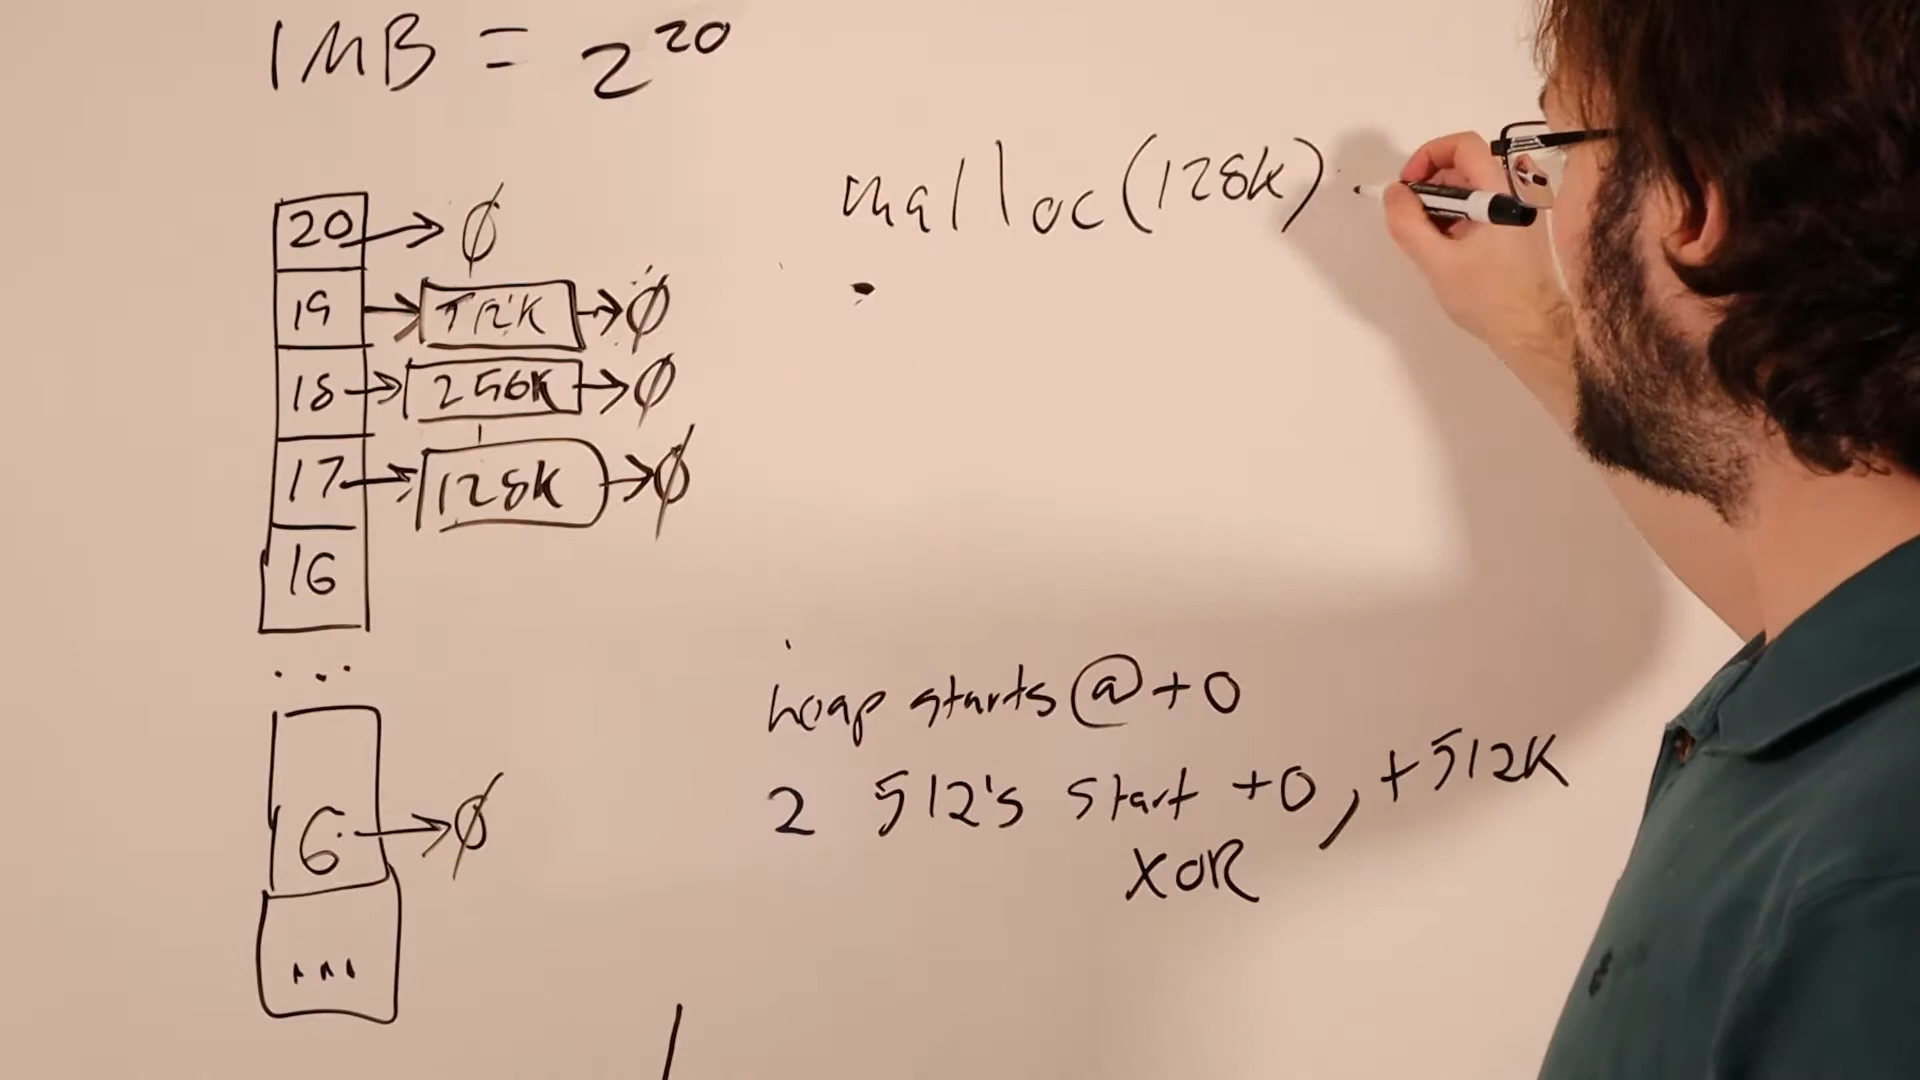 1MB = 2^20
malloc(128k)
20 → ∅
19 → 512K → ∅
18 → 256K → ∅
17 → 128K → ∅
16
...
heap starts @ +0
2 512's start +0, +512K
XOR
6 → ∅
...